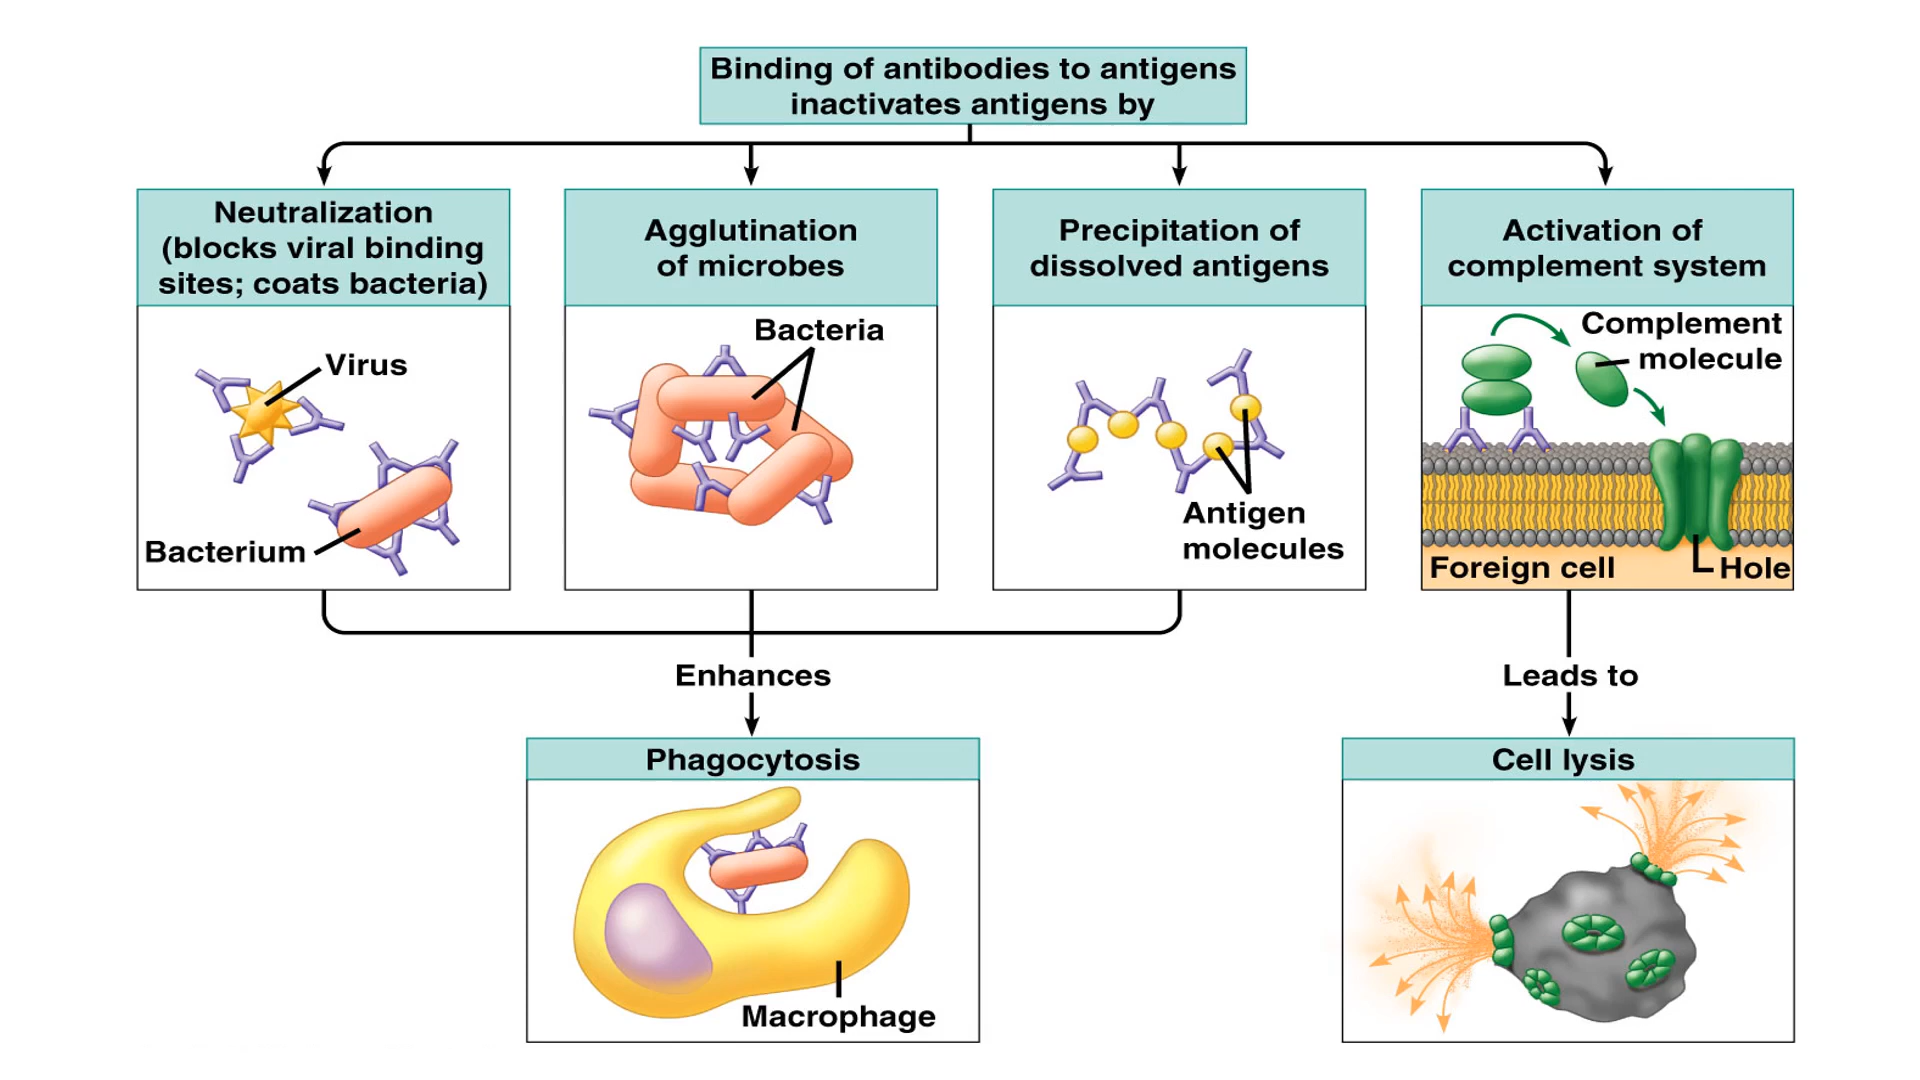 Binding of antibodies to antigens
inactivates antigens by
Neutralization
(blocks viral binding
sites; coats bacteria)
Agglutination
of microbes
Precipitation of
dissolved antigens
Activation of
complement system
Virus
Bacterium
Bacteria
Antigen
molecules
Complement
molecule
Foreign cell
Hole
Enhances
Leads to
Phagocytosis
Macrophage
Cell lysis